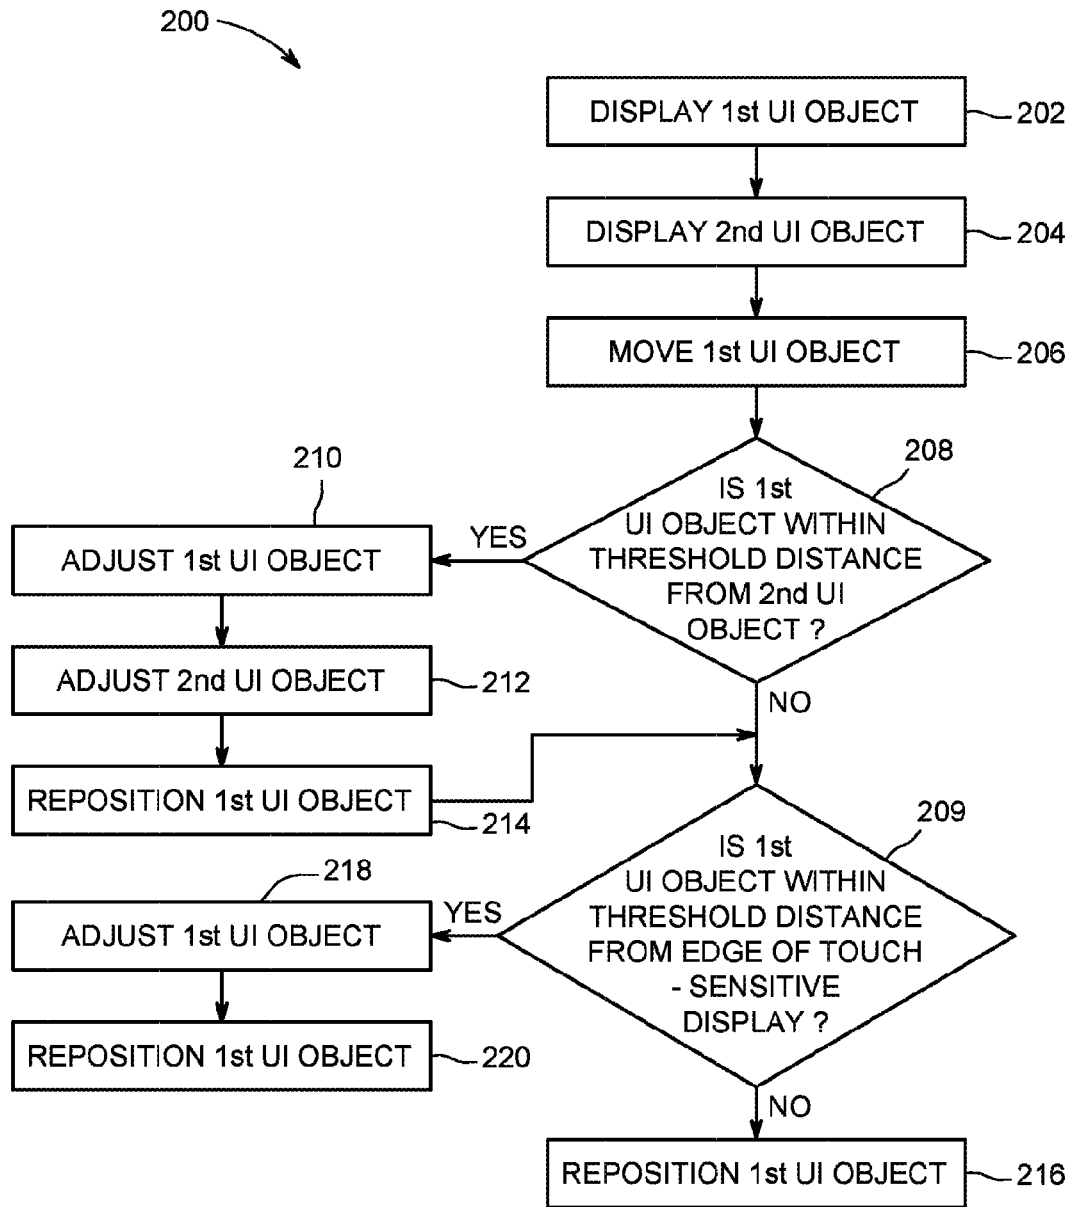 200
DISPLAY 1st UI OBJECT
202
DISPLAY 2nd UI OBJECT
204
MOVE 1st UI OBJECT
206
208
IS 1st
UI OBJECT WITHIN
THRESHOLD DISTANCE
FROM 2nd UI
OBJECT ?
YES
210
ADJUST 1st UI OBJECT
ADJUST 2nd UI OBJECT
212
NO
REPOSITION 1st UI OBJECT
214
209
IS 1st
UI OBJECT WITHIN
THRESHOLD DISTANCE
FROM EDGE OF TOUCH
- SENSITIVE
DISPLAY ?
YES
218
ADJUST 1st UI OBJECT
REPOSITION 1st UI OBJECT
220
NO
REPOSITION 1st UI OBJECT
216